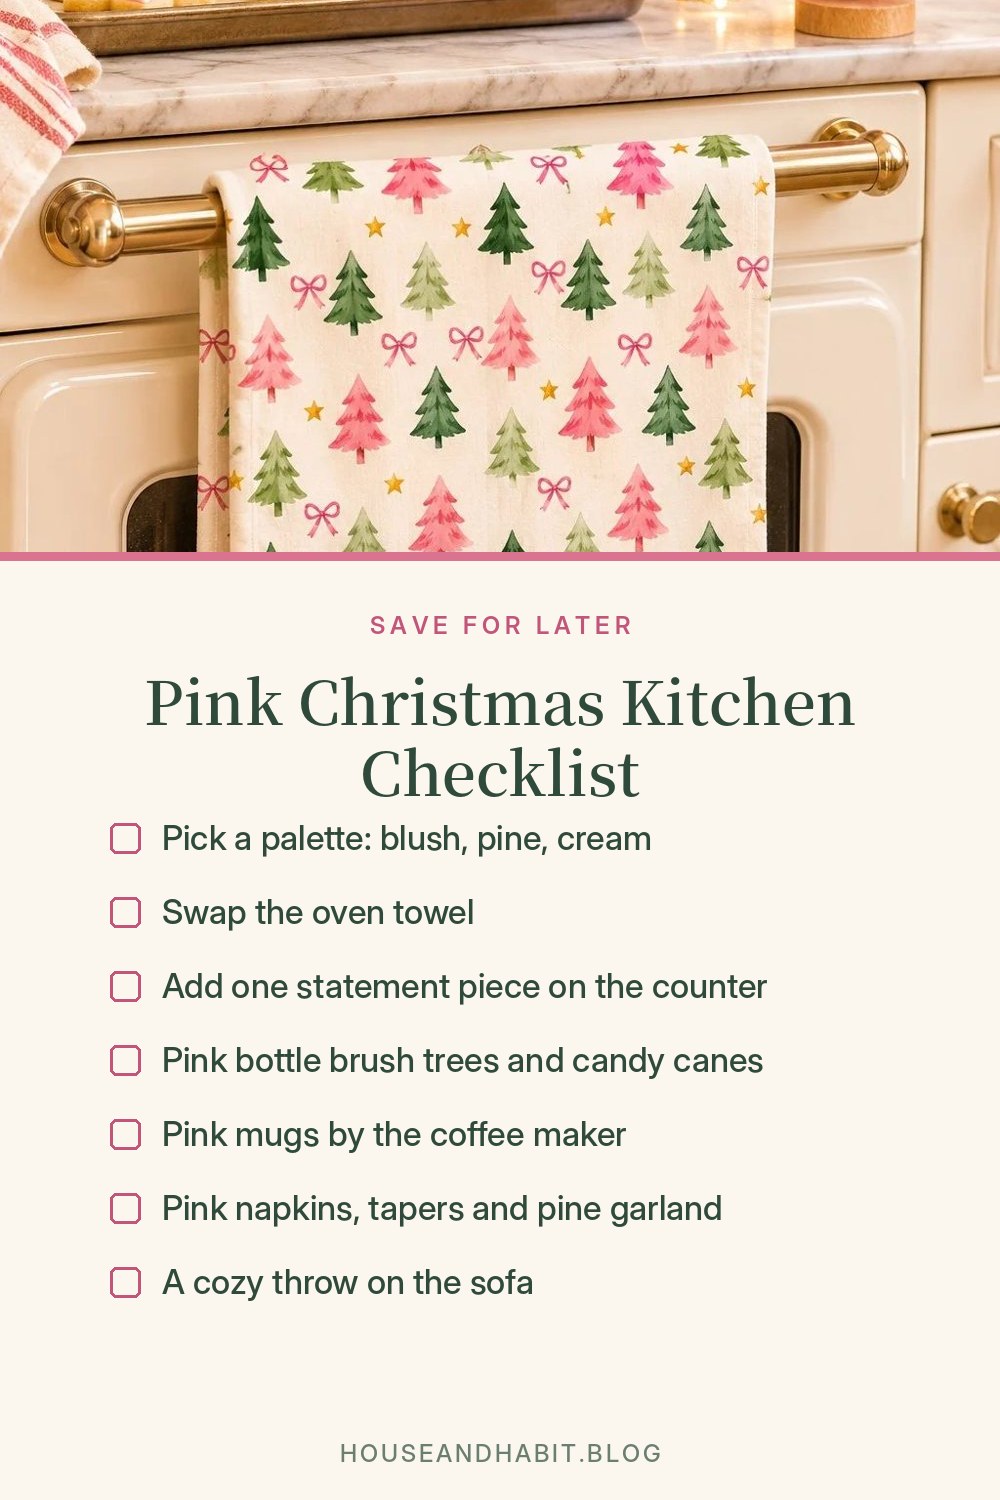 SAVE FOR LATER
Pink Christmas Kitchen
Checklist
Pick a palette: blush, pine, cream
Swap the oven towel
Add one statement piece on the counter
Pink bottle brush trees and candy canes
Pink mugs by the coffee maker
Pink napkins, tapers and pine garland
A cozy throw on the sofa
HOUSEANDHABIT.BLOG